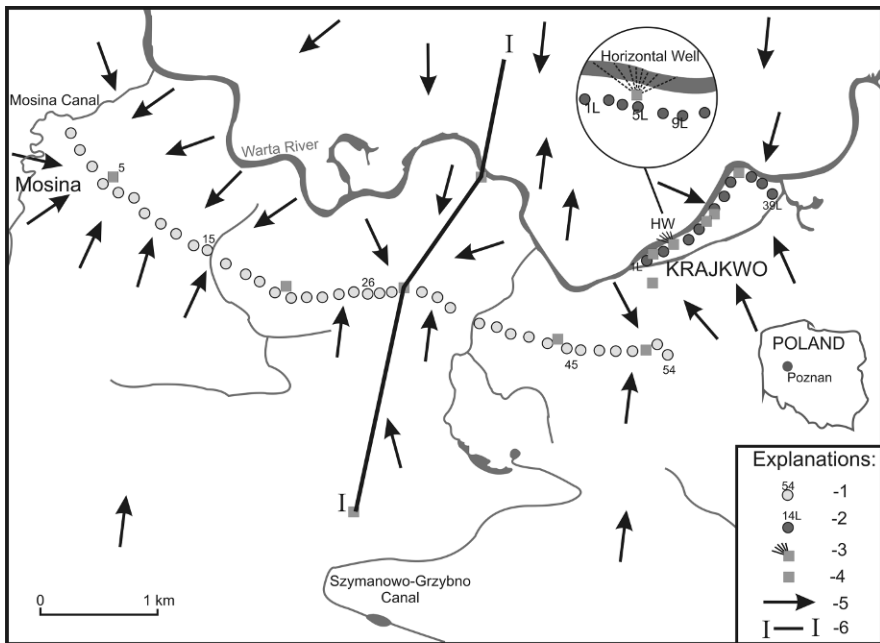 I
Horizontal Well
1L
5L
9L
Mosina Canal
Warta River
5
Mosina
39L
15
HW
1L
KRAJKWO
26
POLAND
Poznan
45
54
Explanations:
54
-1
14L
-2
-3
I
-4
Szymanowo-Grzybno
Canal
0
1 km
-5
I
I
-6